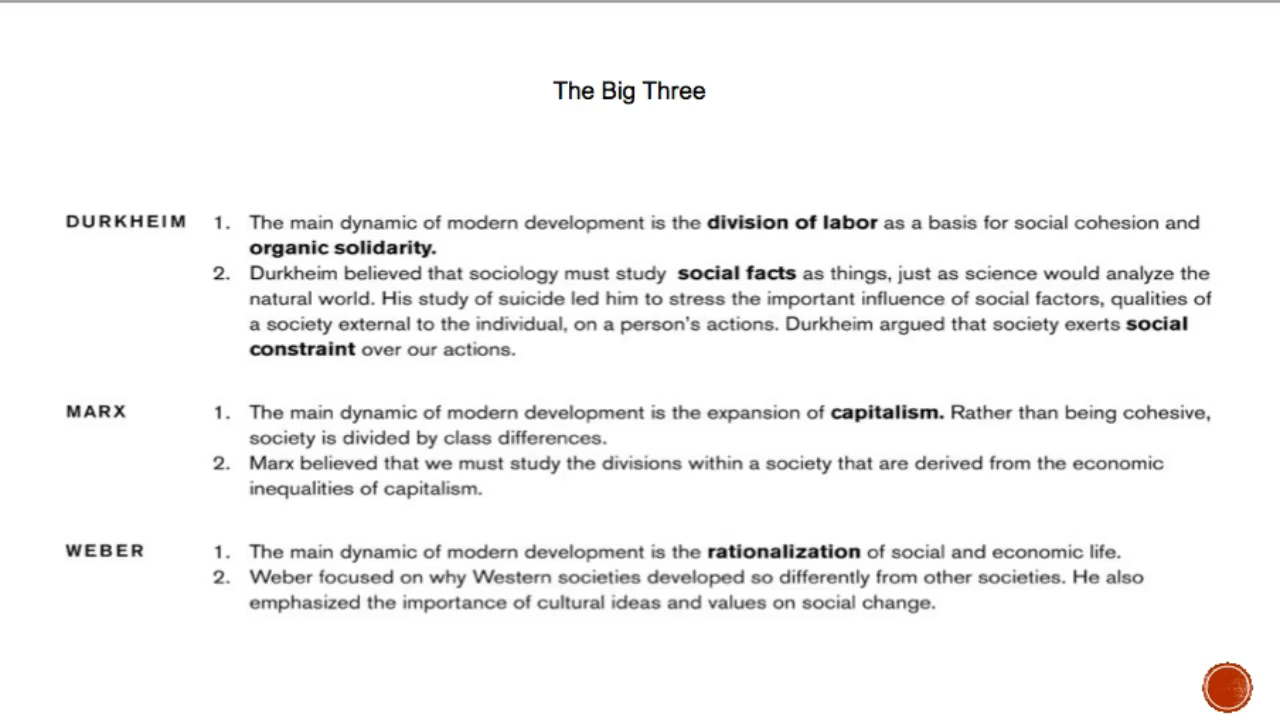 The Big Three
DURKHEIM 1. The main dynamic of modern development is the division of labor as a basis for social cohesion and
organic solidarity.
2. Durkheim believed that sociology must study social facts as things, just as science would analyze the
natural world. His study of suicide led him to stress the important influence of social factors, qualities of
a society external to the individual, on a person's actions. Durkheim argued that society exerts social
constraint over our actions.
MARX 1. The main dynamic of modern development is the expansion of capitalism. Rather than being cohesive,
society is divided by class differences.
2. Marx believed that we must study the divisions within a society that are derived from the economic
inequalities of capitalism.
WEBER 1. The main dynamic of modern development is the rationalization of social and economic life.
2. Weber focused on why Western societies developed so differently from other societies. He also
emphasized the importance of cultural ideas and values on social change.